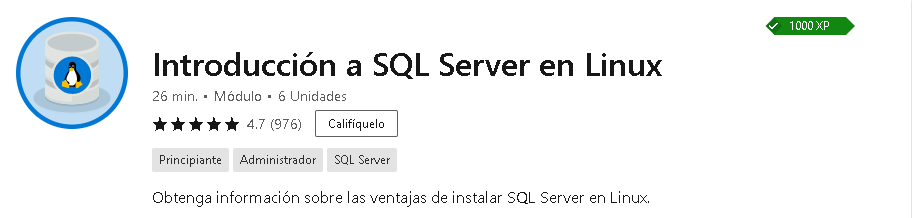 1000 XP
Introducción a SQL Server en Linux
26 min. • Módulo • 6 Unidades
4.7 (976) Califíquelo
Principiante Administrador SQL Server
Obtenga información sobre las ventajas de instalar SQL Server en Linux.